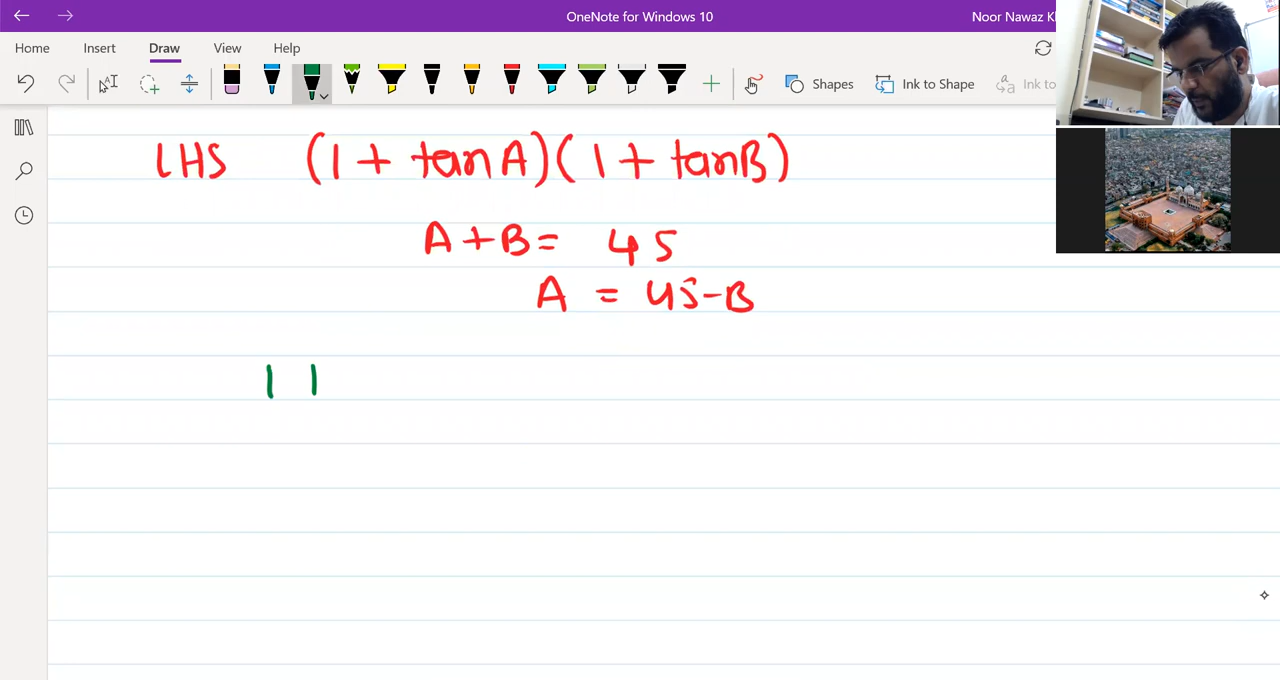 OneNote for Windows 10
Noor Nawaz
Home Insert Draw View Help
Shapes Ink to Shape Ink to
LHS (1 + tanA)(1 + tanB)
A+B= 45
A = 45-B
| |